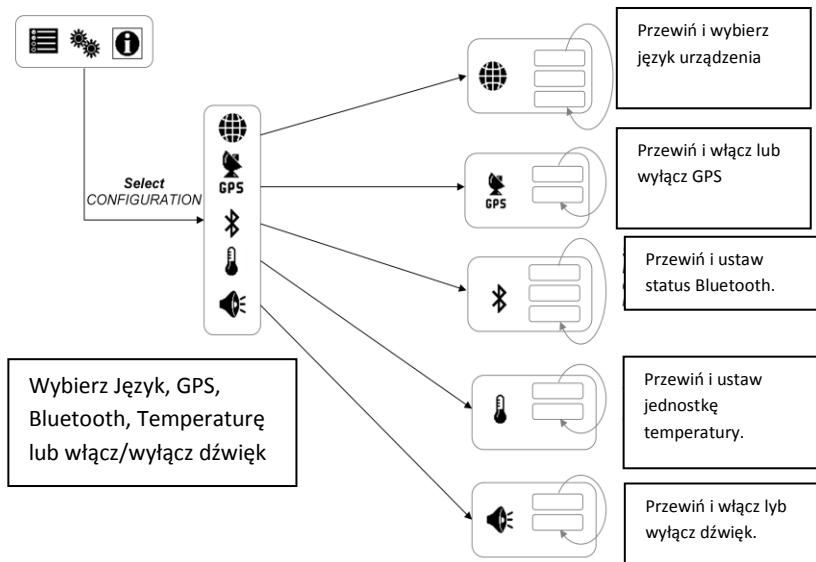 Przewiń i wybierz
język urządzenia
GPS
Select
CONFIGURATION
GPS
Przewiń i włącz lub
wyłącz GPS
Przewiń i ustaw
status Bluetooth.
Wybierz Język, GPS,
Bluetooth, Temperaturę
lub włącz/wyłącz dźwięk
Przewiń i ustaw
jednostkę
temperatury.
Przewiń i włącz lyb
wyłącz dźwięk.